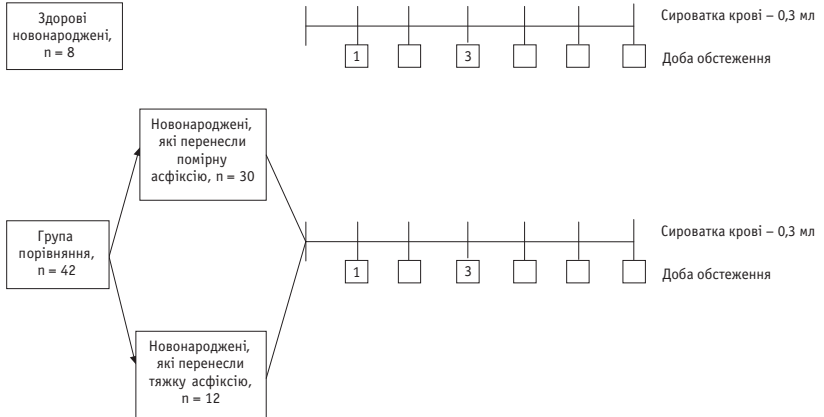 Здорові
новонароджені,
n = 8
Сироватка крові – 0,3 мл
1
3
Доба обстеження
Новонароджені,
які перенесли
помірну
асфіксію, n = 30
Група
порівняння,
n = 42
Сироватка крові – 0,3 мл
1
3
Доба обстеження
Новонароджені,
які перенесли
тяжку асфіксію,
n = 12